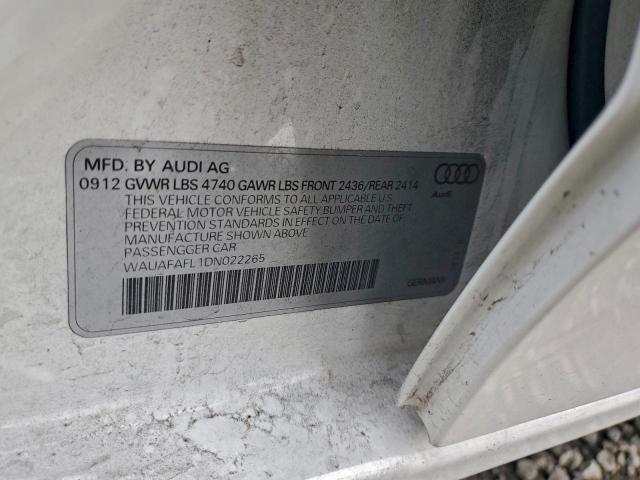 MFD. BY AUDI AG
0912 GVWR LBS 4740 GAWR LBS FRONT 2436/REAR 2414
THIS VEHICLE CONFORMS TO ALL APPLICABLE U.S.
FEDERAL MOTOR VEHICLE SAFETY,BUMPER AND THEFT
PREVENTION STANDARDS IN EFFECT ON THE DATE OF
MANUFACTURE SHOWN ABOVE
PASSENGGER CAR
WAUAFAFL1DN022265
Audi
GERMANY